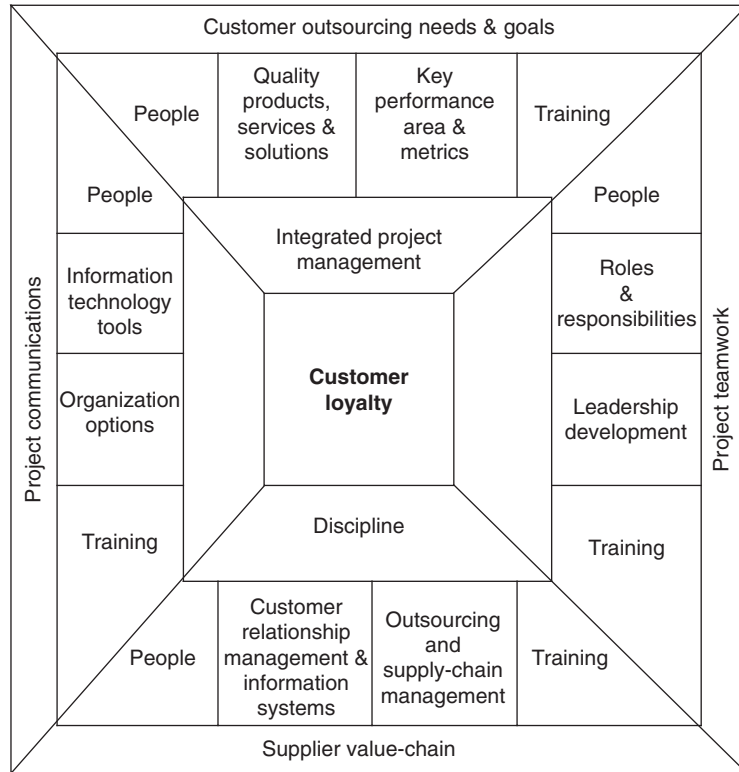 Customer outsourcing needs & goals
People
Quality
products,
services &
solutions
Key
performance
area &
metrics
Training
People
People
Integrated project
management
Information
technology
tools
Roles
&
responsibilities
Project communications
Customer
loyalty
Project teamwork
Organization
options
Leadership
development
Discipline
Training
Training
People
Customer
relationship
management &
information
systems
Outsourcing
and
supply-chain
management
Training
Supplier value-chain